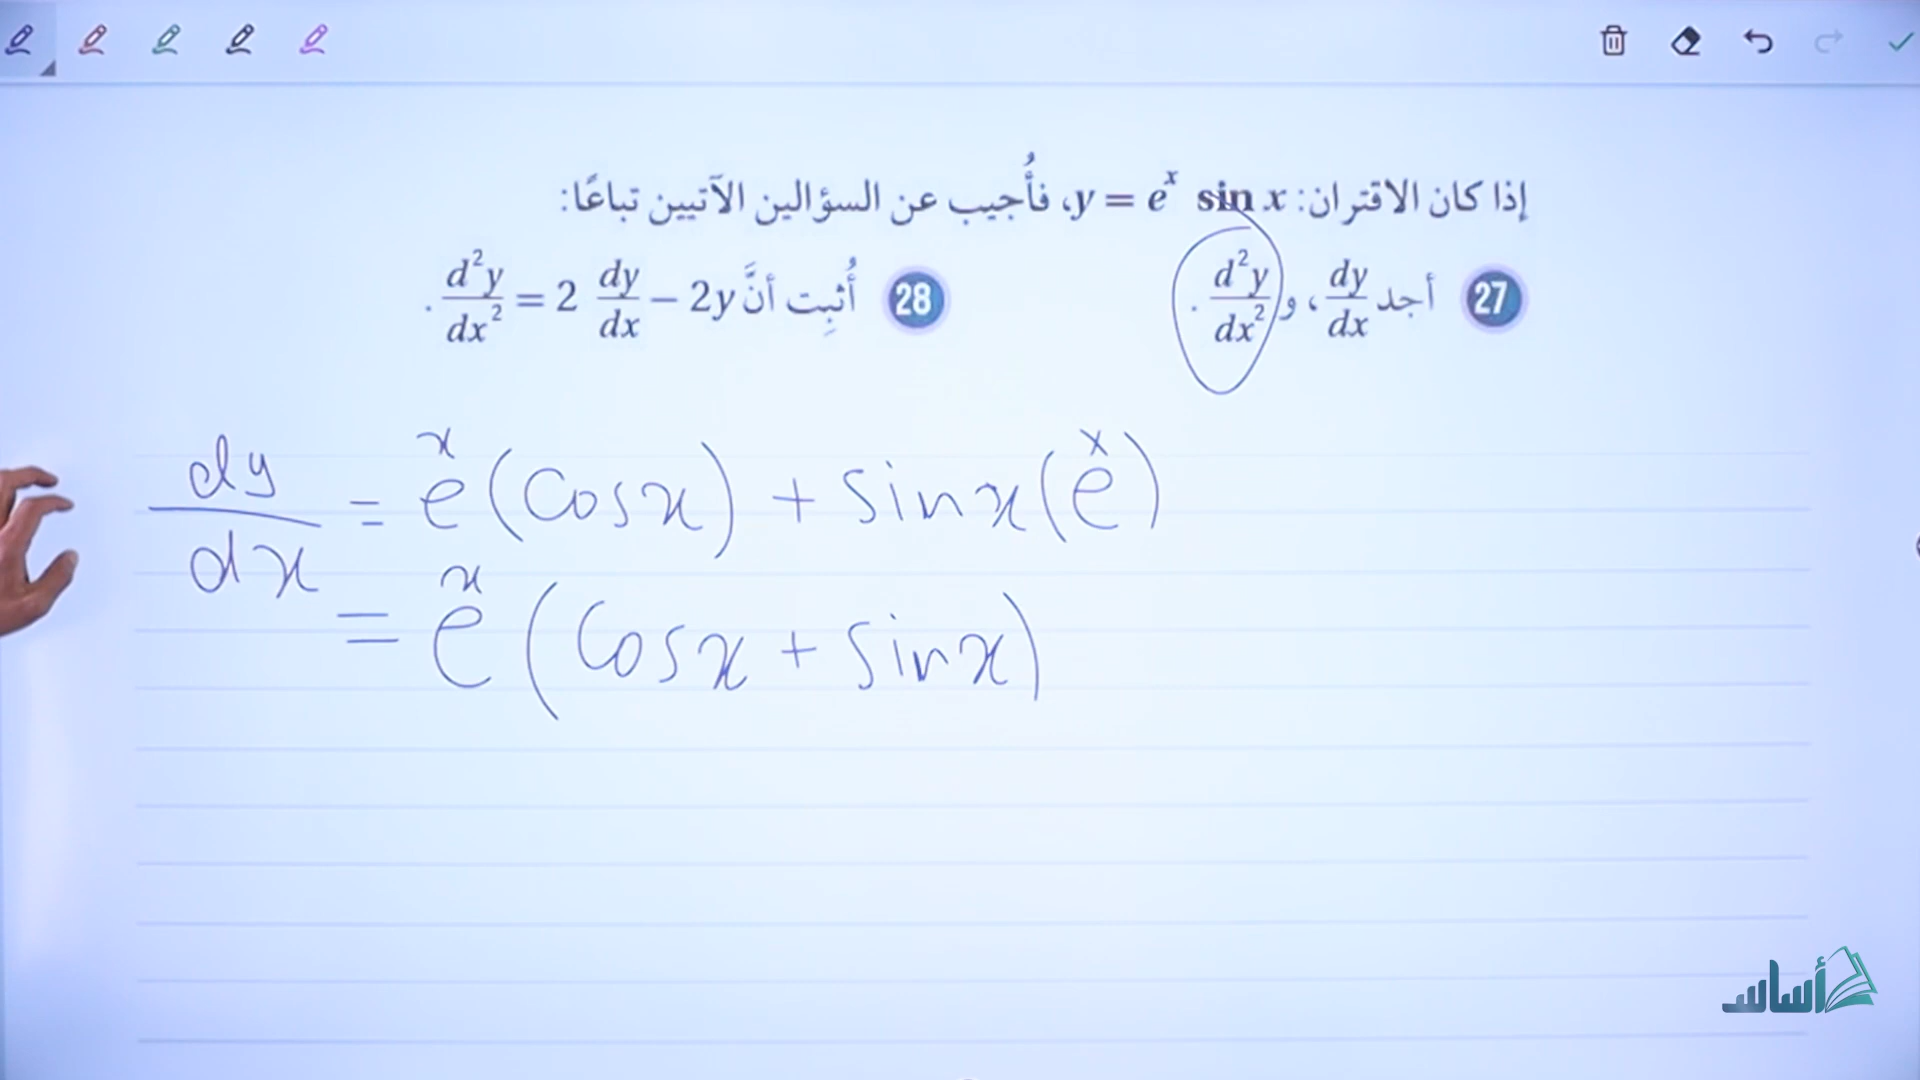 إذا كان الاقتران: y = e^x sin x، فأُجيب عن السؤالين الآتيين تباعًا:
27 أجد dy/dx، و d²y/dx².
28 أُثبِت أنَّ d²y/dx² = 2 dy/dx − 2y.
dy/dx = e^x (cos x) + sin x (e^x)
= e^x (cos x + sin x)
أساس